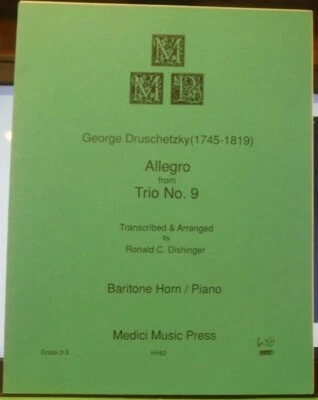 M
M B
George Druschetzky(1745-1819)
Allegro
from
Trio No. 9
Transcribed & Arranged
by
Ronald C. Dishinger
Baritone Horn / Piano
Medici Music Press